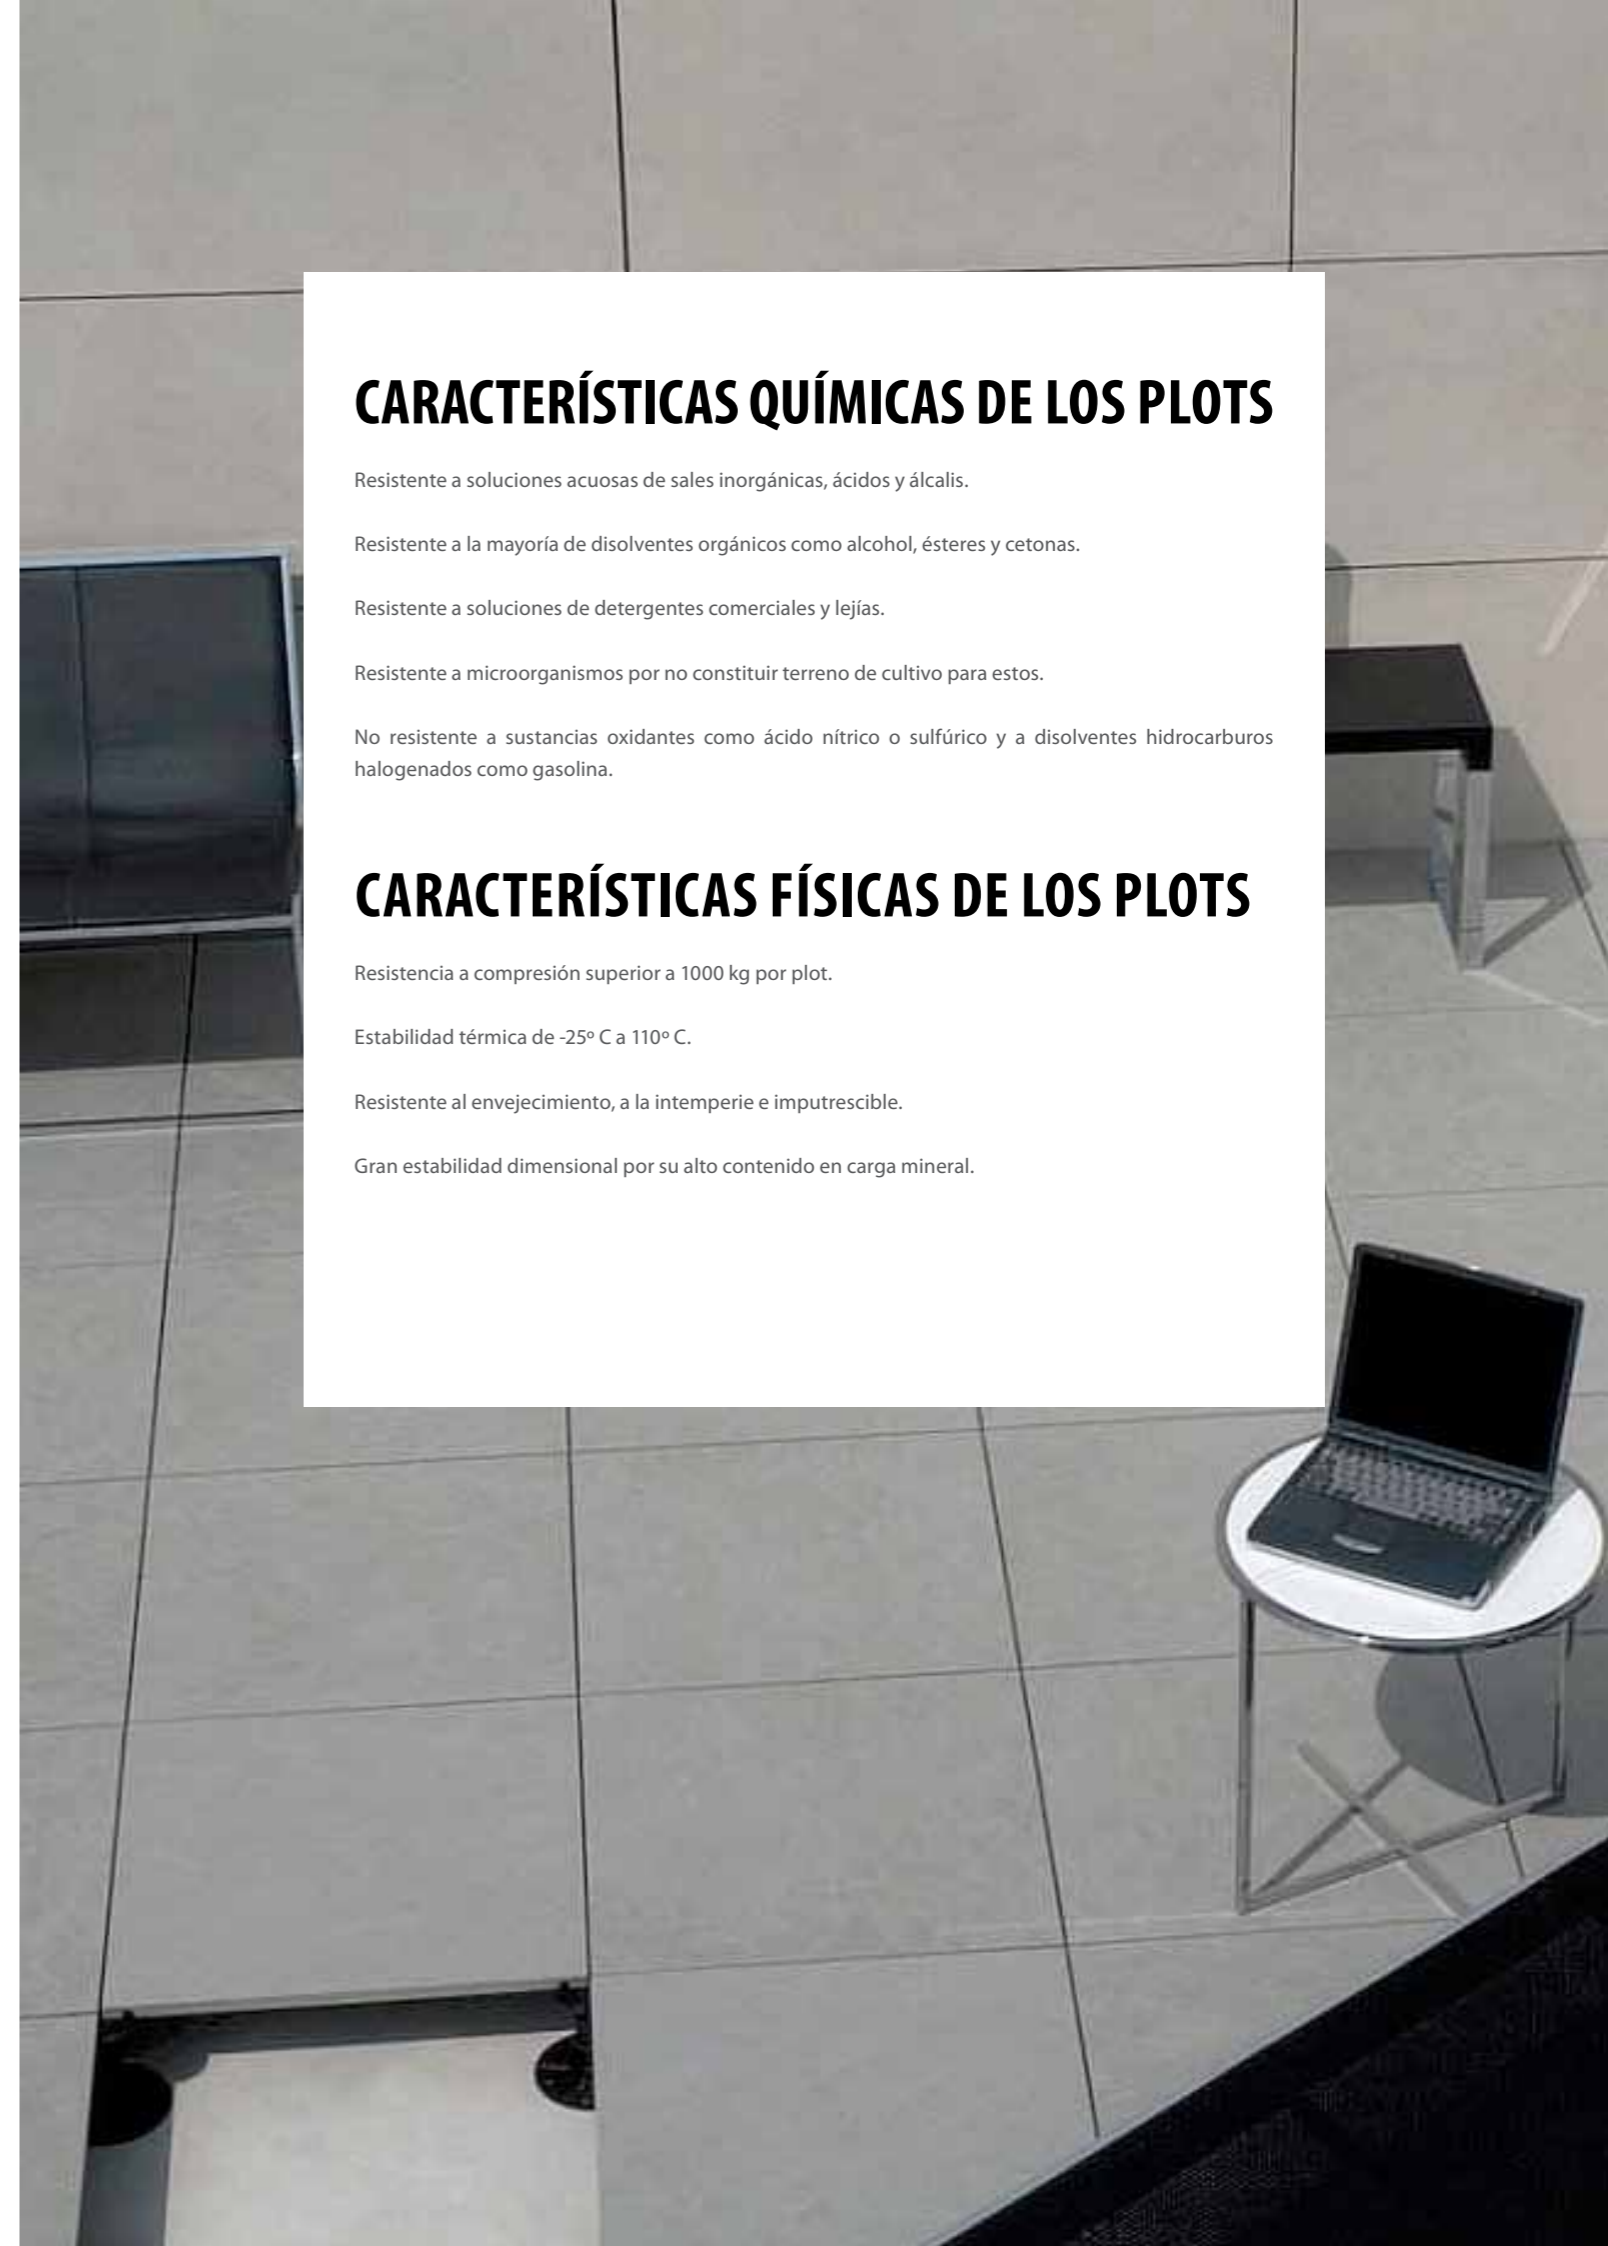 CARACTERÍSTICAS QUÍMICAS DE LOS PLOTS
Resistente a soluciones acuosas de sales inorgánicas, ácidos y álcalis.
Resistente a la mayoría de disolventes orgánicos como alcohol, ésteres y cetonas.
Resistente a soluciones de detergentes comerciales y lejías.
Resistente a microorganismos por no constituir terreno de cultivo para estos.
No resistente a sustancias oxidantes como ácido nítrico o sulfúrico y a disolventes hidrocarburos
halogenados como gasolina.
CARACTERÍSTICAS FÍSICAS DE LOS PLOTS
Resistencia a compresión superior a 1000 kg por plot.
Estabilidad térmica de -25º C a 110º C.
Resistente al envejecimiento, a la intemperie e imputrescible.
Gran estabilidad dimensional por su alto contenido en carga mineral.